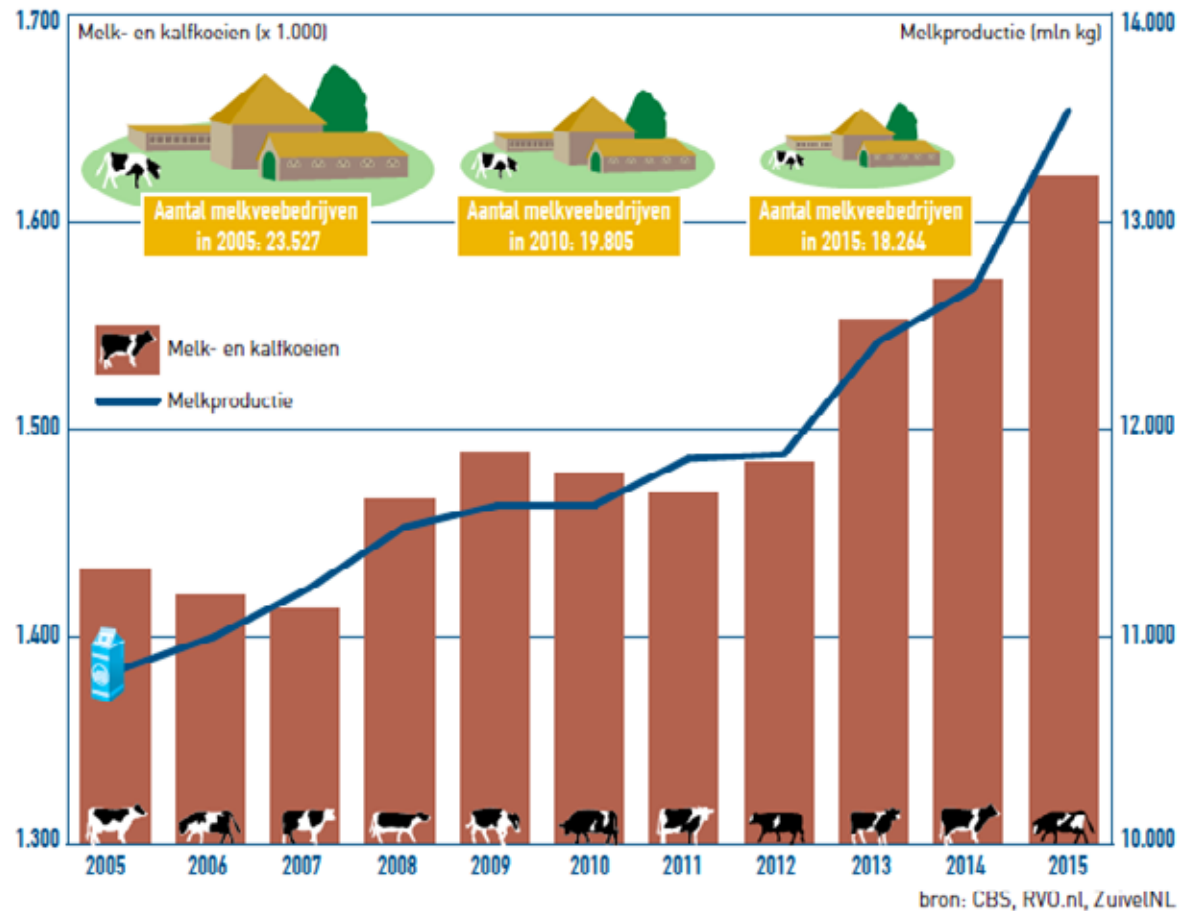 Melk- en kalfkoeien (x 1.000)
Melkproductie (mln kg)
1.700
1.600
1.500
1.400
1.300
14.000
13.000
12.000
11.000
10.000
Aantal melkveebedrijven
in 2005: 23.527
Aantal melkveebedrijven
in 2010: 19.805
Aantal melkveebedrijven
in 2015: 18.264
Melk- en kalfkoeien
Melkproductie
2005 2006 2007 2008 2009 2010 2011 2012 2013 2014 2015
bron: CBS, RVO.nl, ZuivelNL